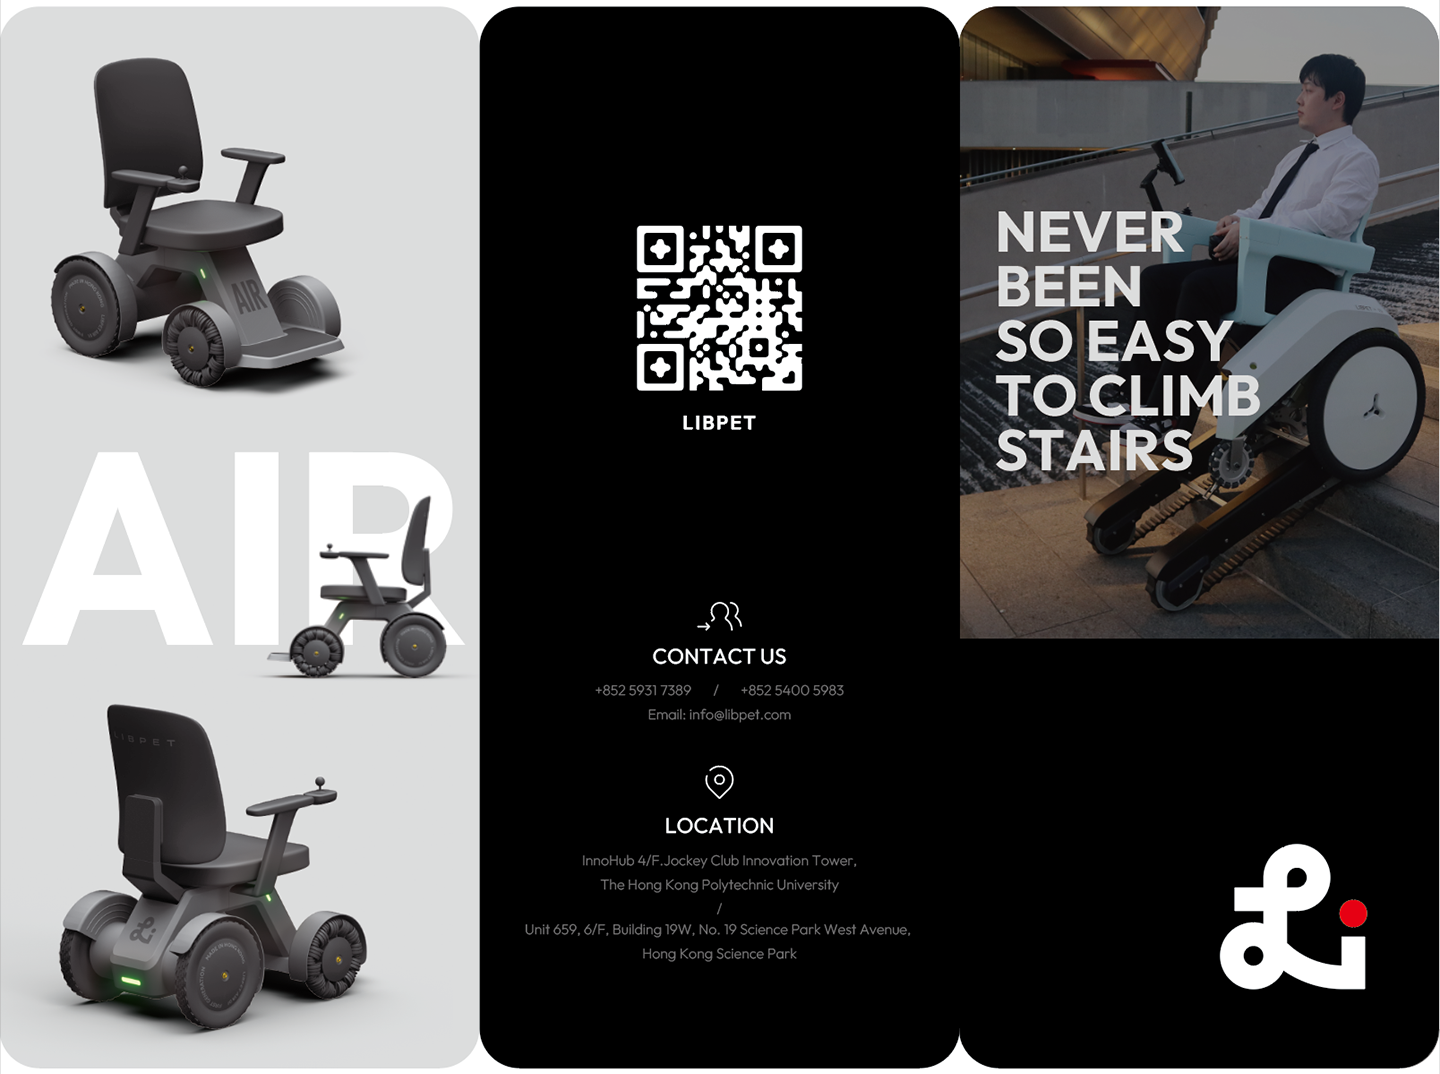 AIR
AIR
LIBPET
LIBPET
CONTACT US
+852 5931 7389 / +852 5400 5983
Email: info@libpet.com
LOCATION
InnoHub 4/F.Jockey Club Innovation Tower,
The Hong Kong Polytechnic University
/
Unit 659, 6/F, Building 19W, No. 19 Science Park West Avenue,
Hong Kong Science Park
NEVER
BEEN
SO EASY
TO CLIMB
STAIRS
Li